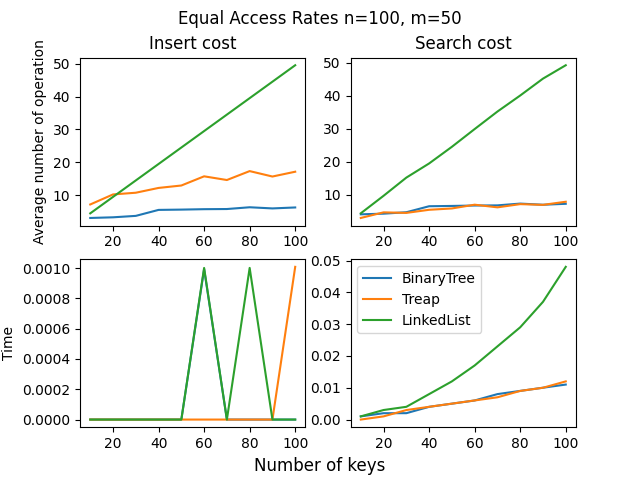 Equal Access Rates n=100, m=50
Insert cost
Search cost
Average number of operation
50
40
30
20
10
20 40 60 80 100
50
40
30
20
10
20 40 60 80 100
Time
0.0010
0.0008
0.0006
0.0004
0.0002
0.0000
20 40 60 80 100
0.05
0.04
0.03
0.02
0.01
0.00
BinaryTree
Treap
LinkedList
20 40 60 80 100
Number of keys